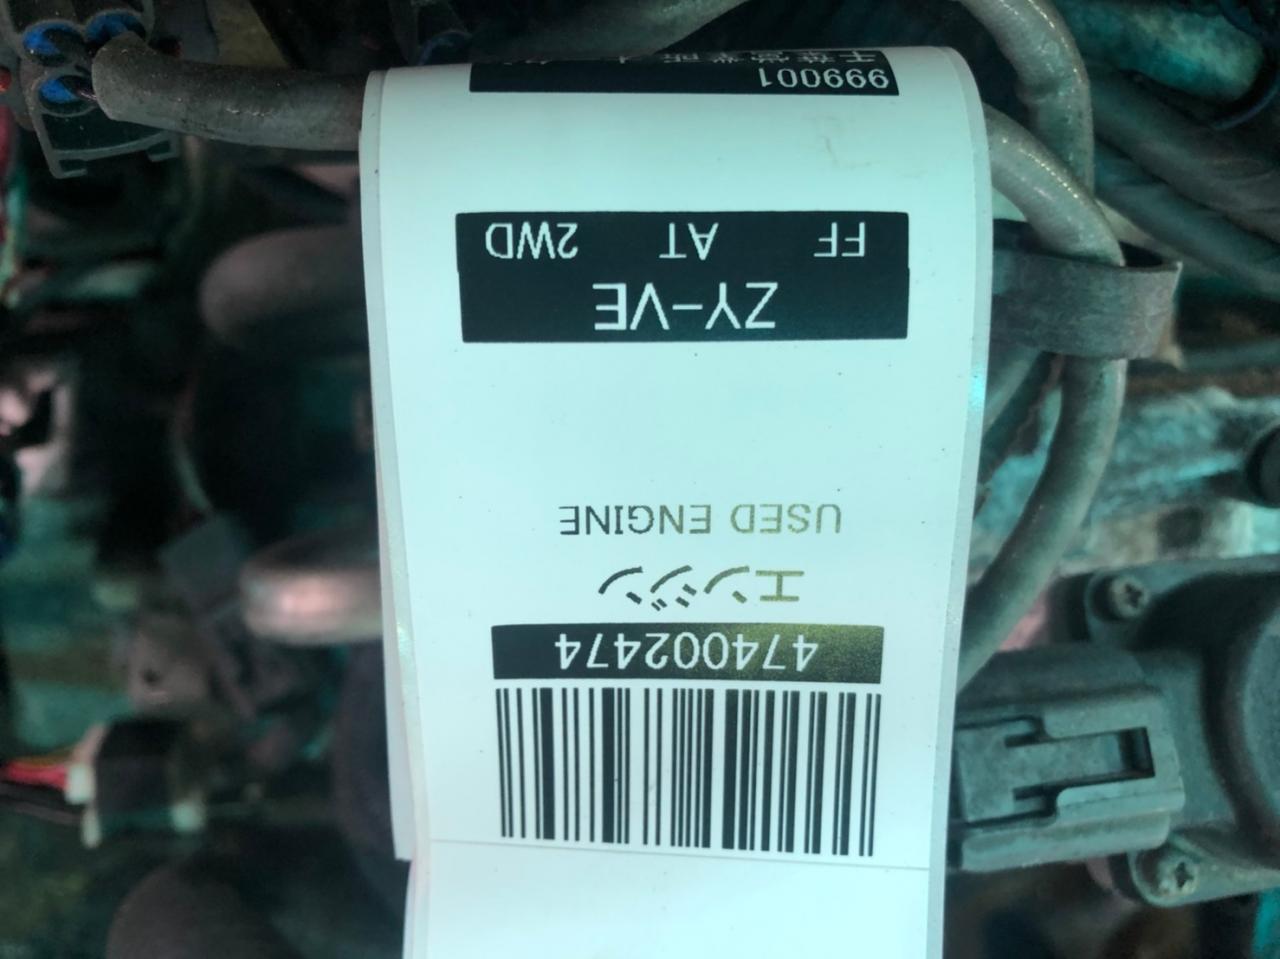 474002474
エンジン
USED ENGINE
ZY-VE
FF AT 2WD
999001